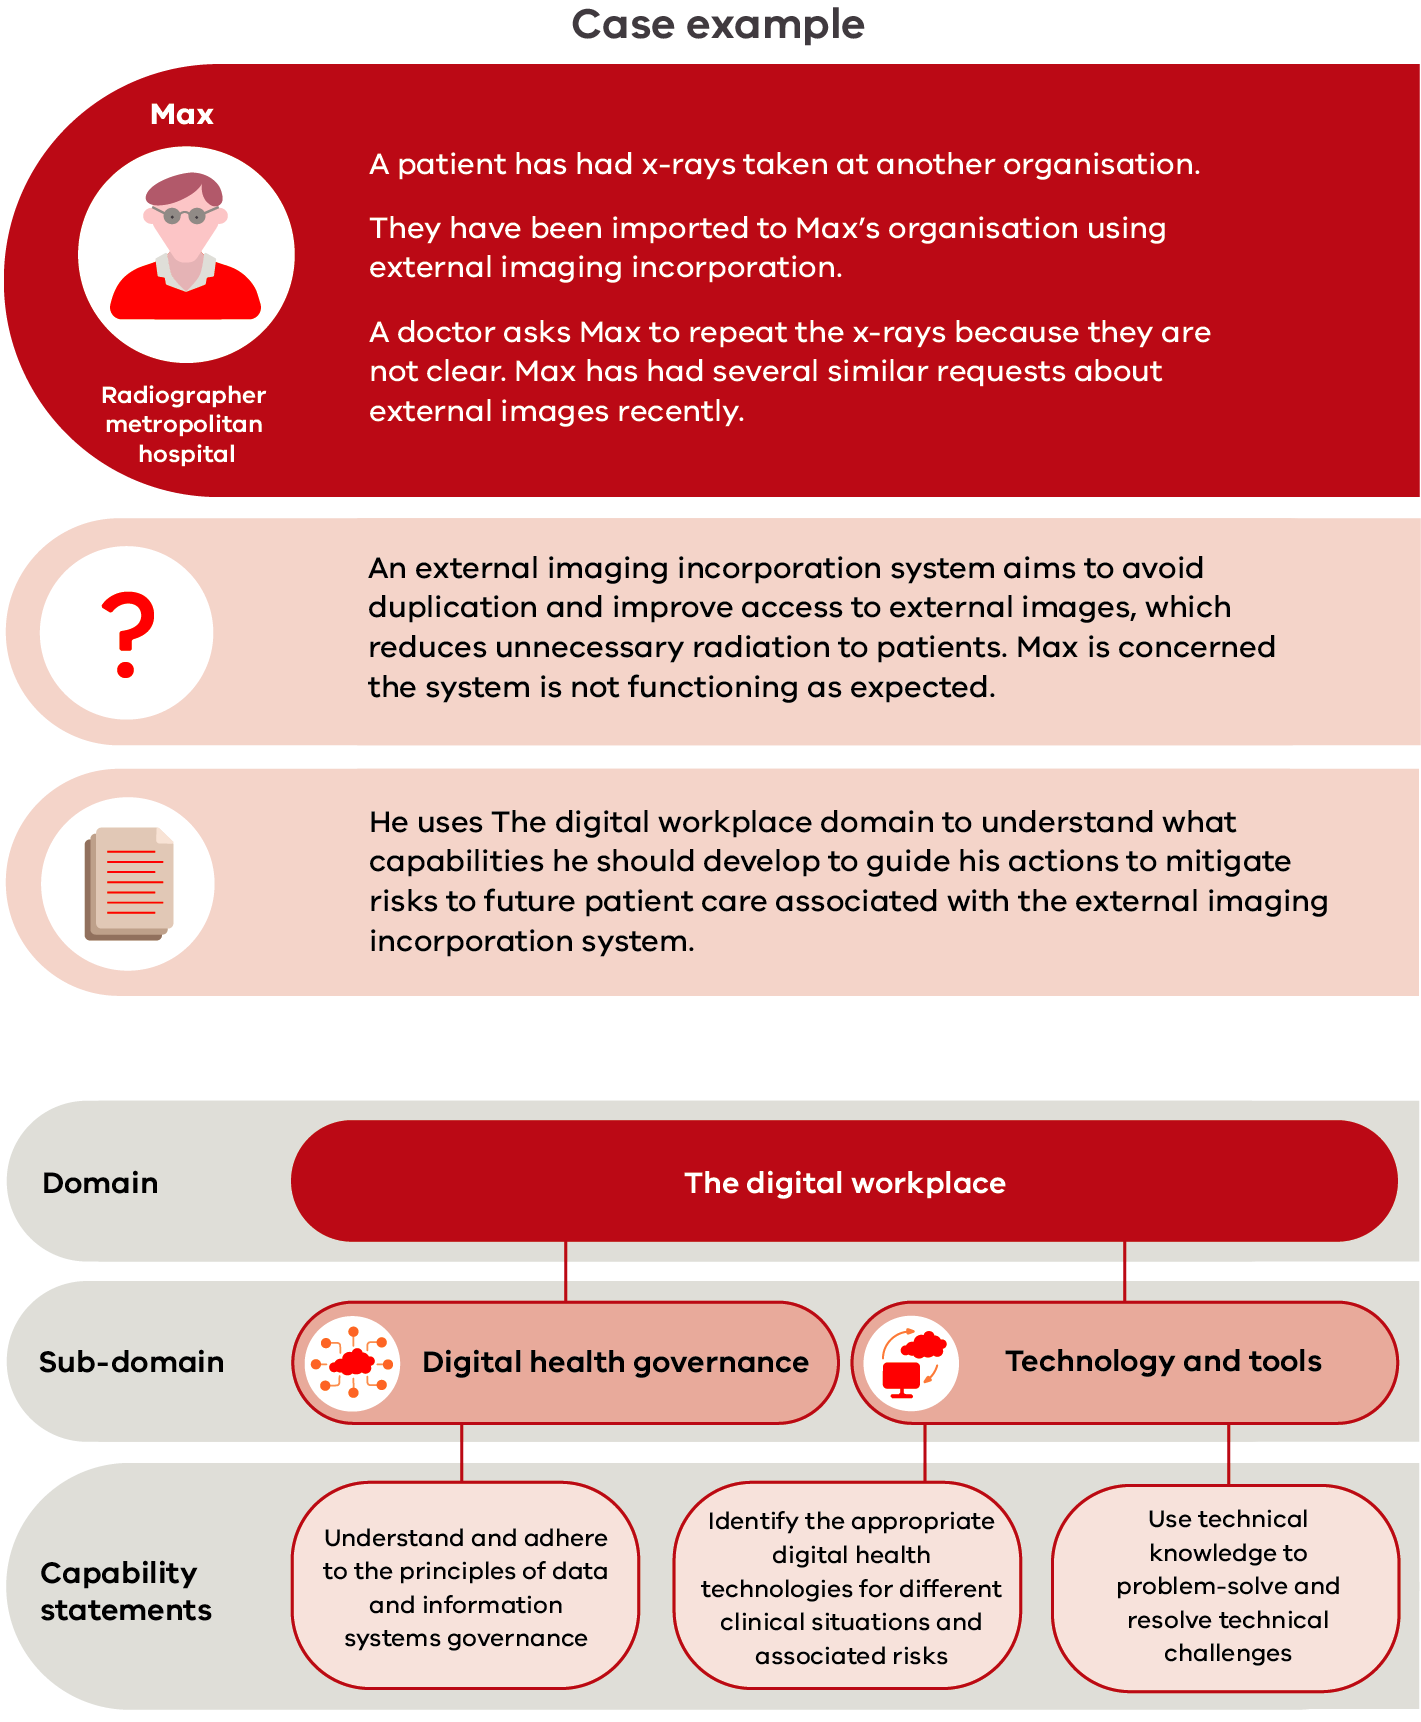 Case example
Max
Radiographer
metropolitan
hospital
A patient has had x-rays taken at another organisation.
They have been imported to Max’s organisation using
external imaging incorporation.
A doctor asks Max to repeat the x-rays because they are
not clear. Max has had several similar requests about
external images recently.
?
An external imaging incorporation system aims to avoid
duplication and improve access to external images, which
reduces unnecessary radiation to patients. Max is concerned
the system is not functioning as expected.
He uses The digital workplace domain to understand what
capabilities he should develop to guide his actions to mitigate
risks to future patient care associated with the external imaging
incorporation system.
Domain
The digital workplace
Sub-domain
Digital health governance
Technology and tools
Capability
statements
Understand and adhere
to the principles of data
and information
systems governance
Identify the appropriate
digital health
technologies for different
clinical situations and
associated risks
Use technical
knowledge to
problem-solve and
resolve technical
challenges